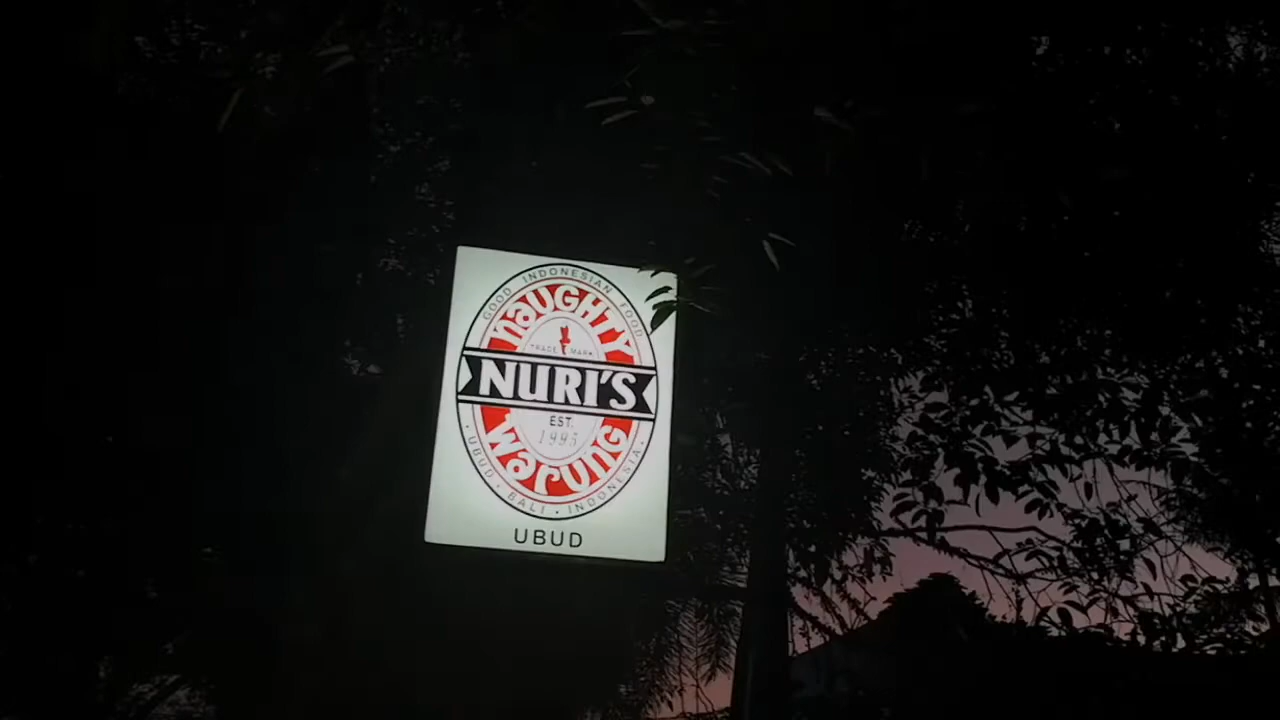 GOOD INDONESIAN FOOD
NAUGHTY
TRADE MARK
NURI'S
EST.
1995
WARUNG
· UBUD · BALI · INDONESIA ·
UBUD